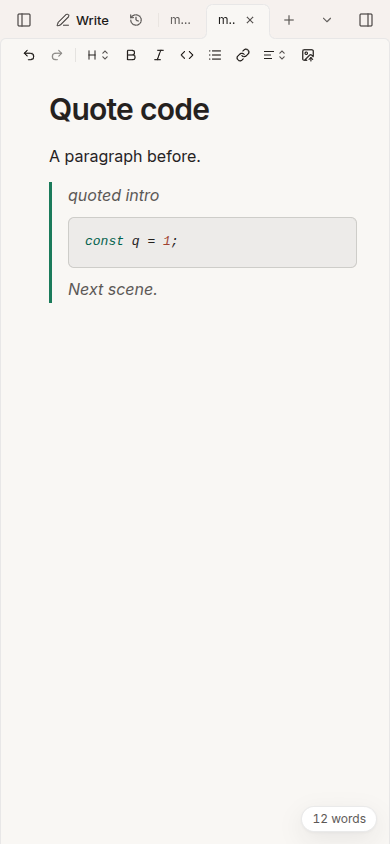 Write
m...
m..
H
B
I
Quote code
A paragraph before.
quoted intro
const q = 1;
Next scene.
12 words